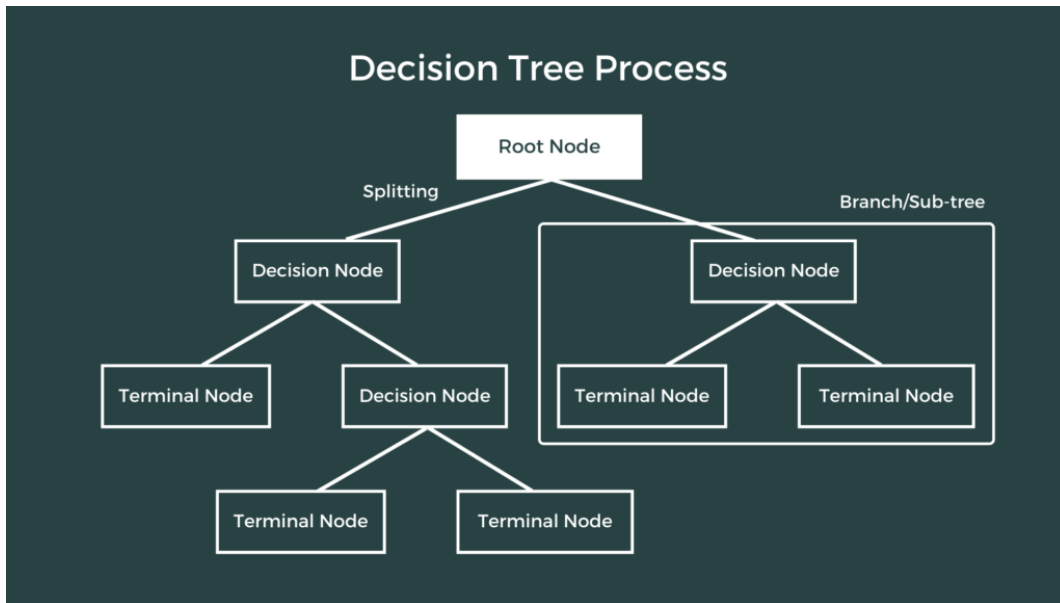 Decision Tree Process
Root Node
Splitting
Branch/Sub-tree
Decision Node
Decision Node
Terminal Node
Decision Node
Terminal Node
Terminal Node
Terminal Node
Terminal Node